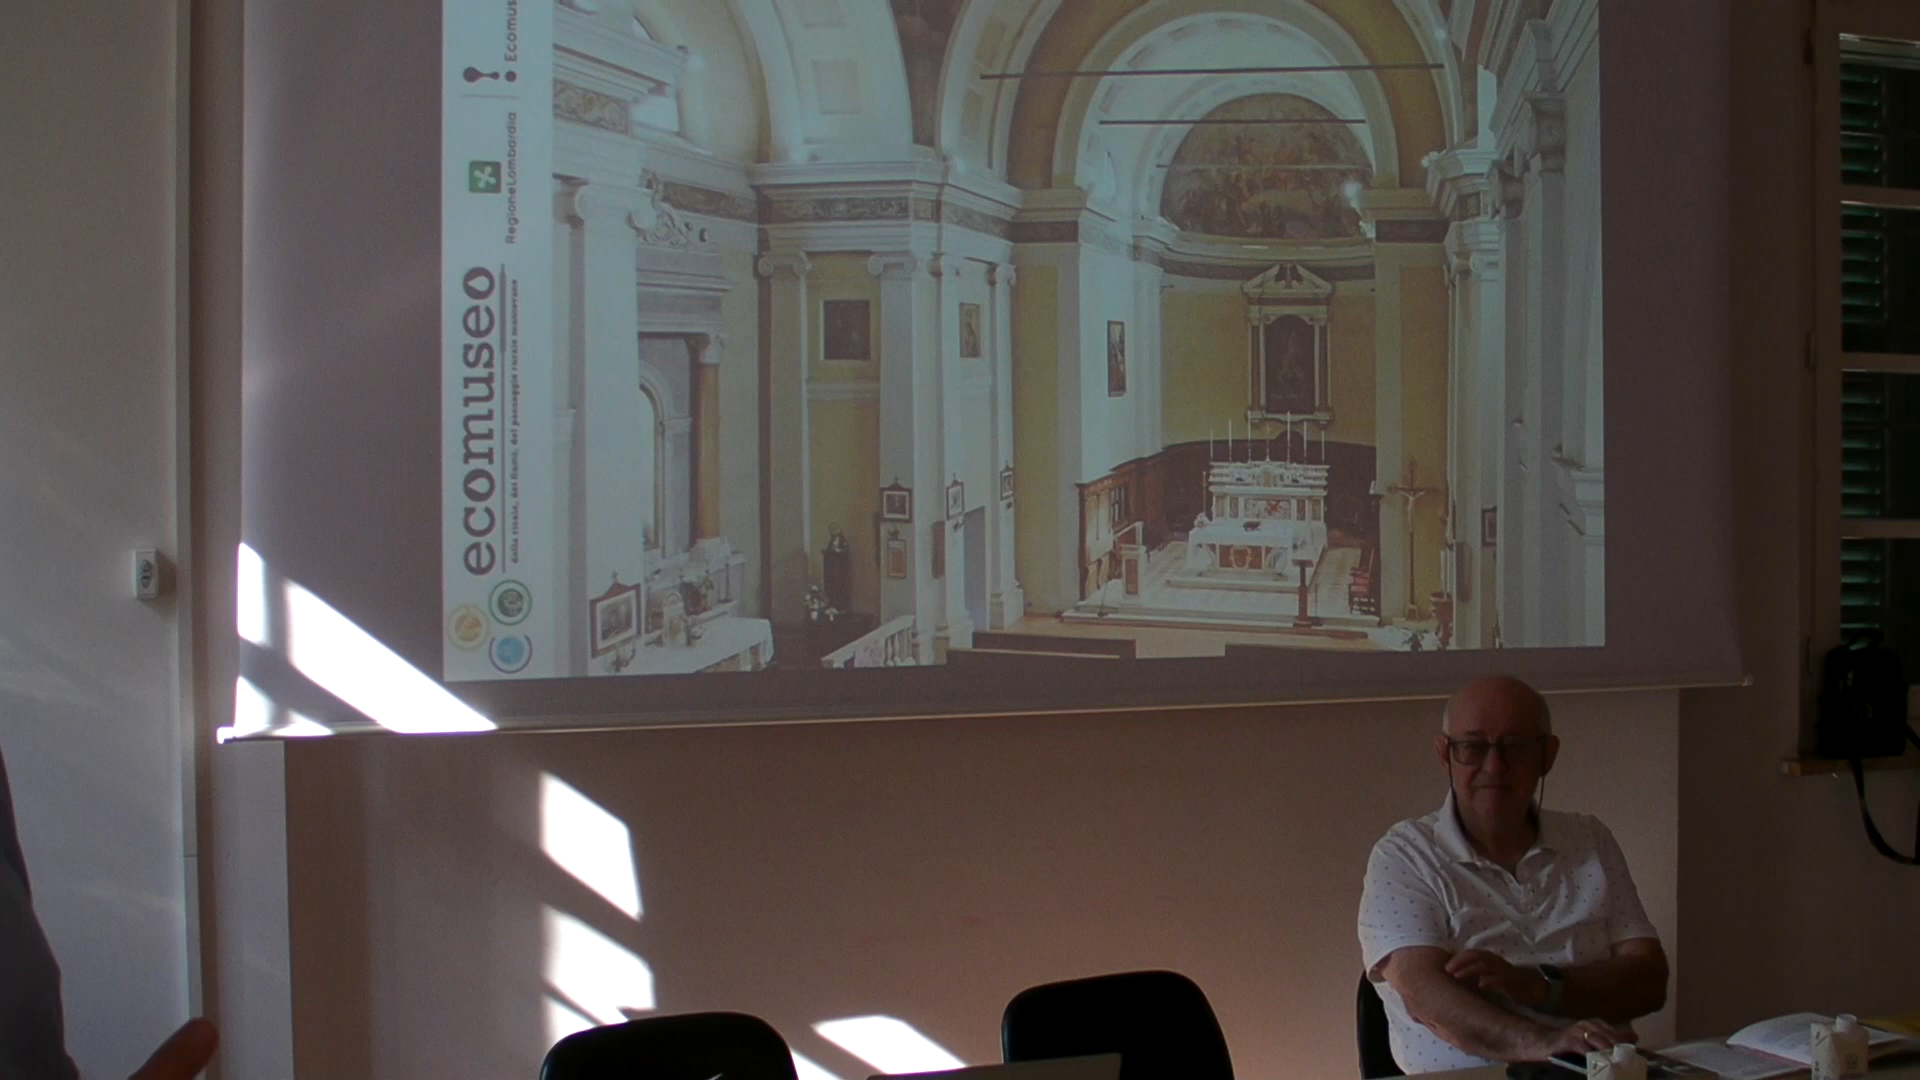 ecomuseo
della risaia, dei fiumi, del paesaggio rurale mantovano
RegioneLombardia
Ecomus